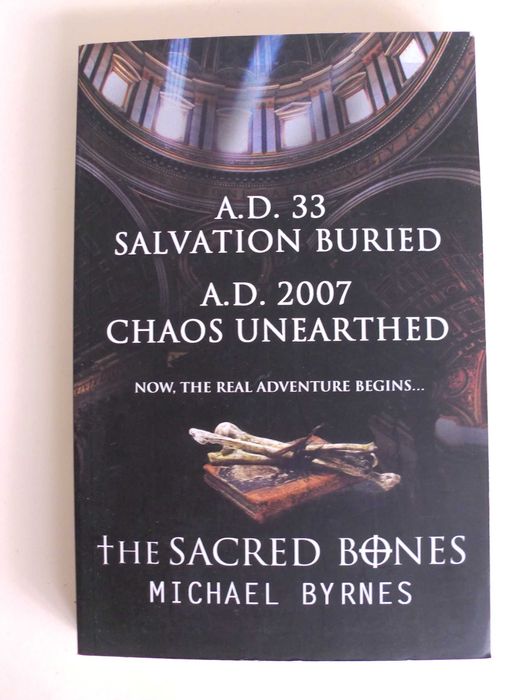 A.D. 33
SALVATION BURIED
A.D. 2007
CHAOS UNEARTHED
NOW, THE REAL ADVENTURE BEGINS...
THE SACRED BONES
MICHAEL BYRNES